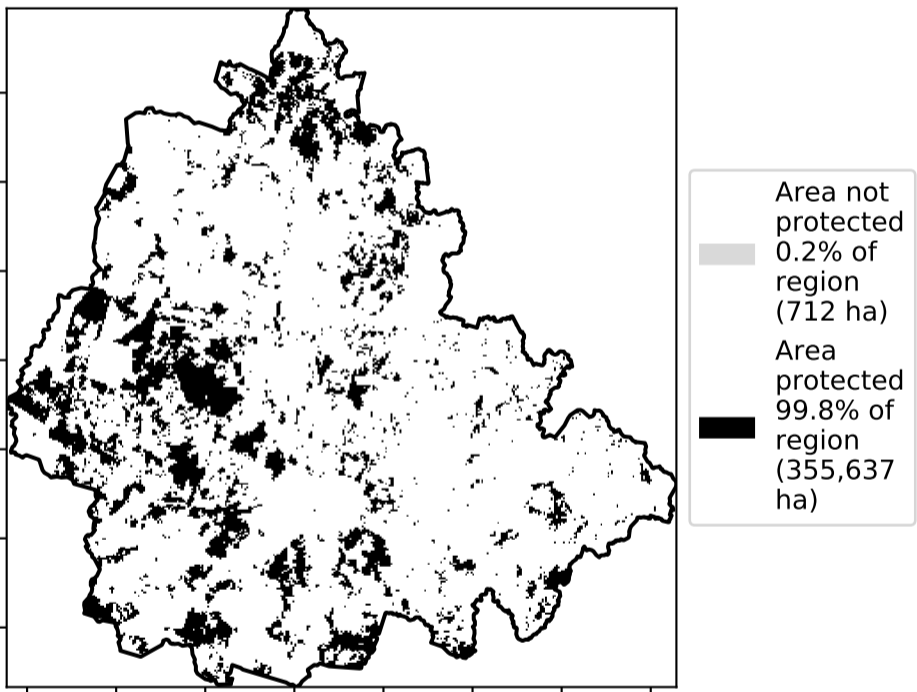 Area not
protected
0.2% of
region
(712 ha)
Area
protected
99.8% of
region
(355,637
ha)